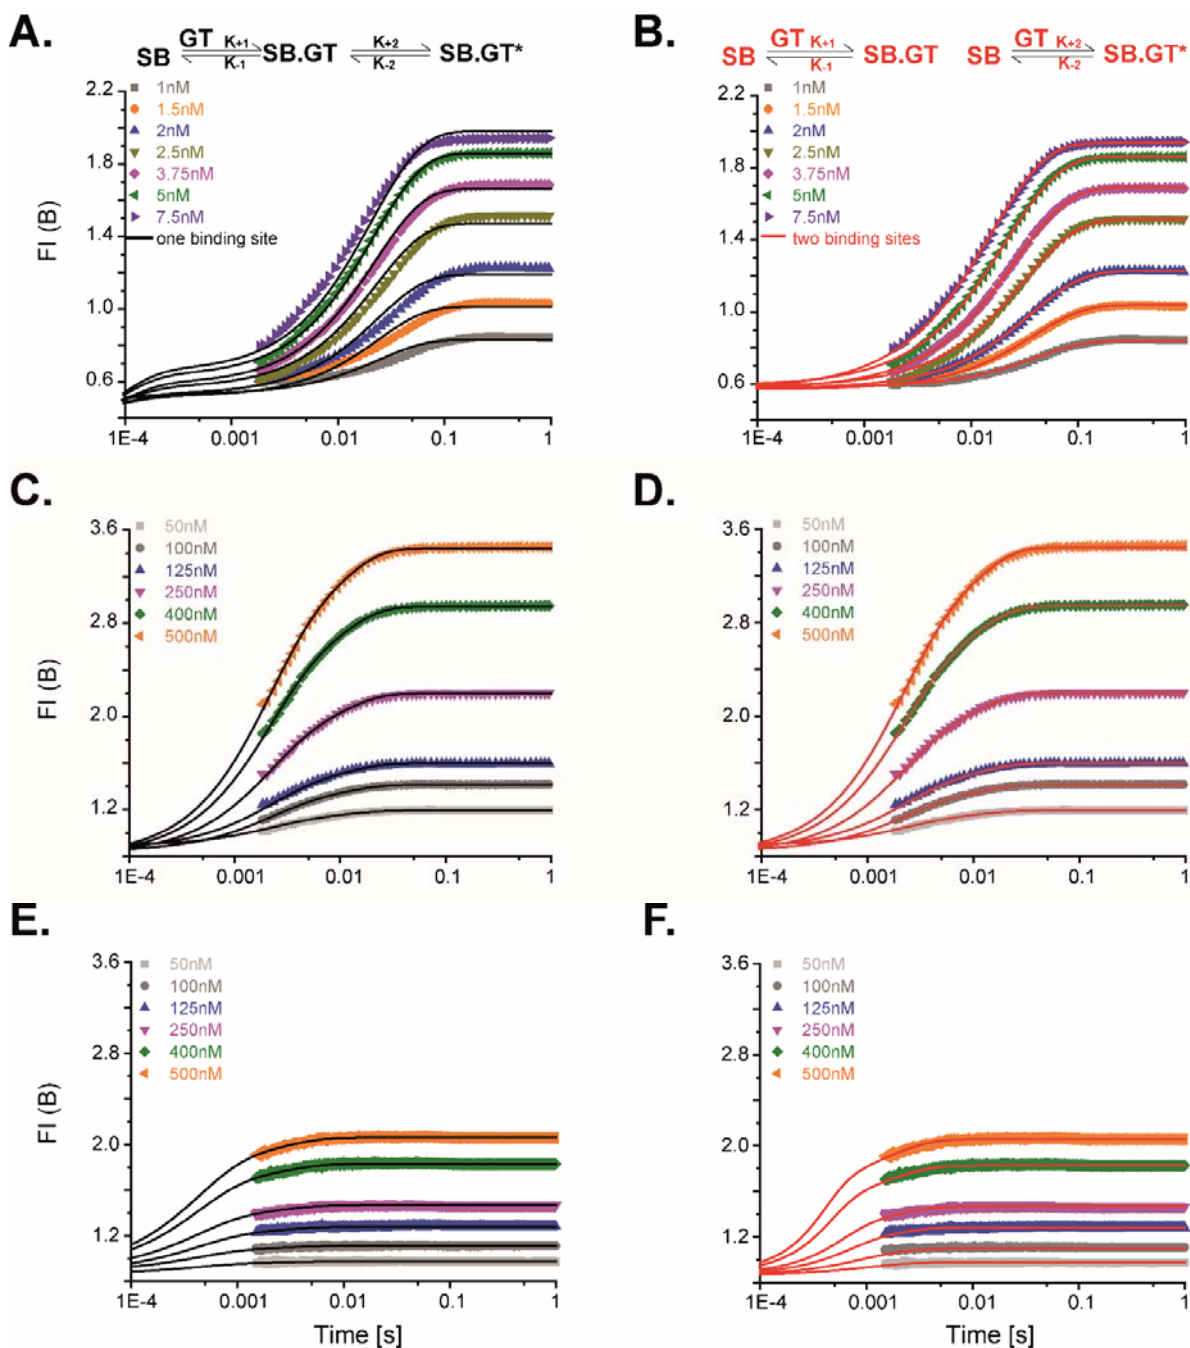 A.
SB GT K+1 K-1 SB.GT K+2 K-2 SB.GT*
2.2
1.8
1.4
1.0
0.6
FI (B)
1nM
1.5nM
2nM
2.5nM
3.75nM
5nM
7.5nM
one binding site
1E-4 0.001 0.01 0.1 1
B.
SB GT K+1 K-1 SB.GT SB GT K+2 K-2 SB.GT*
2.2
1.8
1.4
1.0
0.6
1nM
1.5nM
2nM
2.5nM
3.75nM
5nM
7.5nM
two binding sites
1E-4 0.001 0.01 0.1 1
C.
3.6
2.8
2.0
1.2
FI (B)
50nM
100nM
125nM
250nM
400nM
500nM
1E-4 0.001 0.01 0.1 1
D.
3.6
2.8
2.0
1.2
50nM
100nM
125nM
250nM
400nM
500nM
1E-4 0.001 0.01 0.1 1
E.
3.6
2.8
2.0
1.2
FI (B)
50nM
100nM
125nM
250nM
400nM
500nM
1E-4 0.001 0.01 0.1 1
Time [s]
F.
3.6
2.8
2.0
1.2
50nM
100nM
125nM
250nM
400nM
500nM
1E-4 0.001 0.01 0.1 1
Time [s]